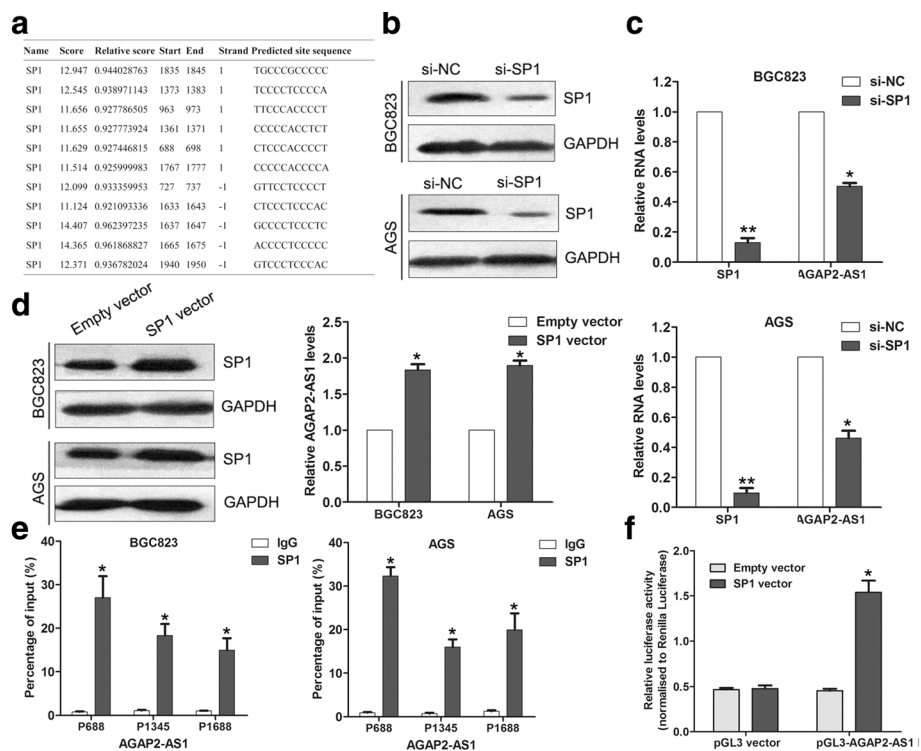 a
Name Score Relative score Start End Strand Predicted site sequence
SP1 12.947 0.944028763 1835 1845 1 TGCCCGCCCCC
SP1 12.545 0.938971143 1373 1383 1 TCCCCTCCCCA
SP1 11.656 0.927786505 963 973 1 TTCCCACCCCT
SP1 11.655 0.927773924 1361 1371 1 CCCCCACCTCT
SP1 11.629 0.927446815 688 698 1 CTCCCACCCCT
SP1 11.514 0.925999983 1767 1777 1 CCCCCACCCCA
SP1 12.099 0.933359953 727 737 -1 GTTCCTCCCCT
SP1 11.124 0.921093336 1633 1643 -1 CTCCCTCCCAC
SP1 14.407 0.962397235 1637 1647 -1 GCCCCTCCCTC
SP1 14.365 0.961868827 1665 1675 -1 ACCCCTCCCCC
SP1 12.371 0.936782024 1940 1950 -1 GTCCCTCCCAC
b
si-NC si-SP1
BGC823
SP1
GAPDH
si-NC si-SP1
AGS
SP1
GAPDH
c
BGC823
si-NC
si-SP1
Relative RNA levels
1.2
1.0
0.8
0.6
0.4
0.2
0.0
**
*
SP1 AGAP2-AS1
AGS
si-NC
si-SP1
Relative RNA levels
1.2
1.0
0.8
0.6
0.4
0.2
0.0
**
*
SP1 AGAP2-AS1
d
Empty vector SP1 vector
BGC823
SP1
GAPDH
AGS
SP1
GAPDH
Empty vector
SP1 vector
Relative AGAP2-AS1 levels
2.5
2.0
1.5
1.0
0.5
0.0
* *
BGC823 AGS
e
BGC823
IgG
SP1
Percentage of input (%)
40
30
20
10
0
* * *
P688 P1345 P1688
AGAP2-AS1
AGS
IgG
SP1
Percentage of input (%)
40
30
20
10
0
* * *
P688 P1345 P1688
AGAP2-AS1
f
Empty vector
SP1 vector
Relative luciferase activity
(normalised to Renilla Luciferase)
2.0
1.5
1.0
0.5
0.0
*
pGL3 vector pGL3-AGAP2-AS1